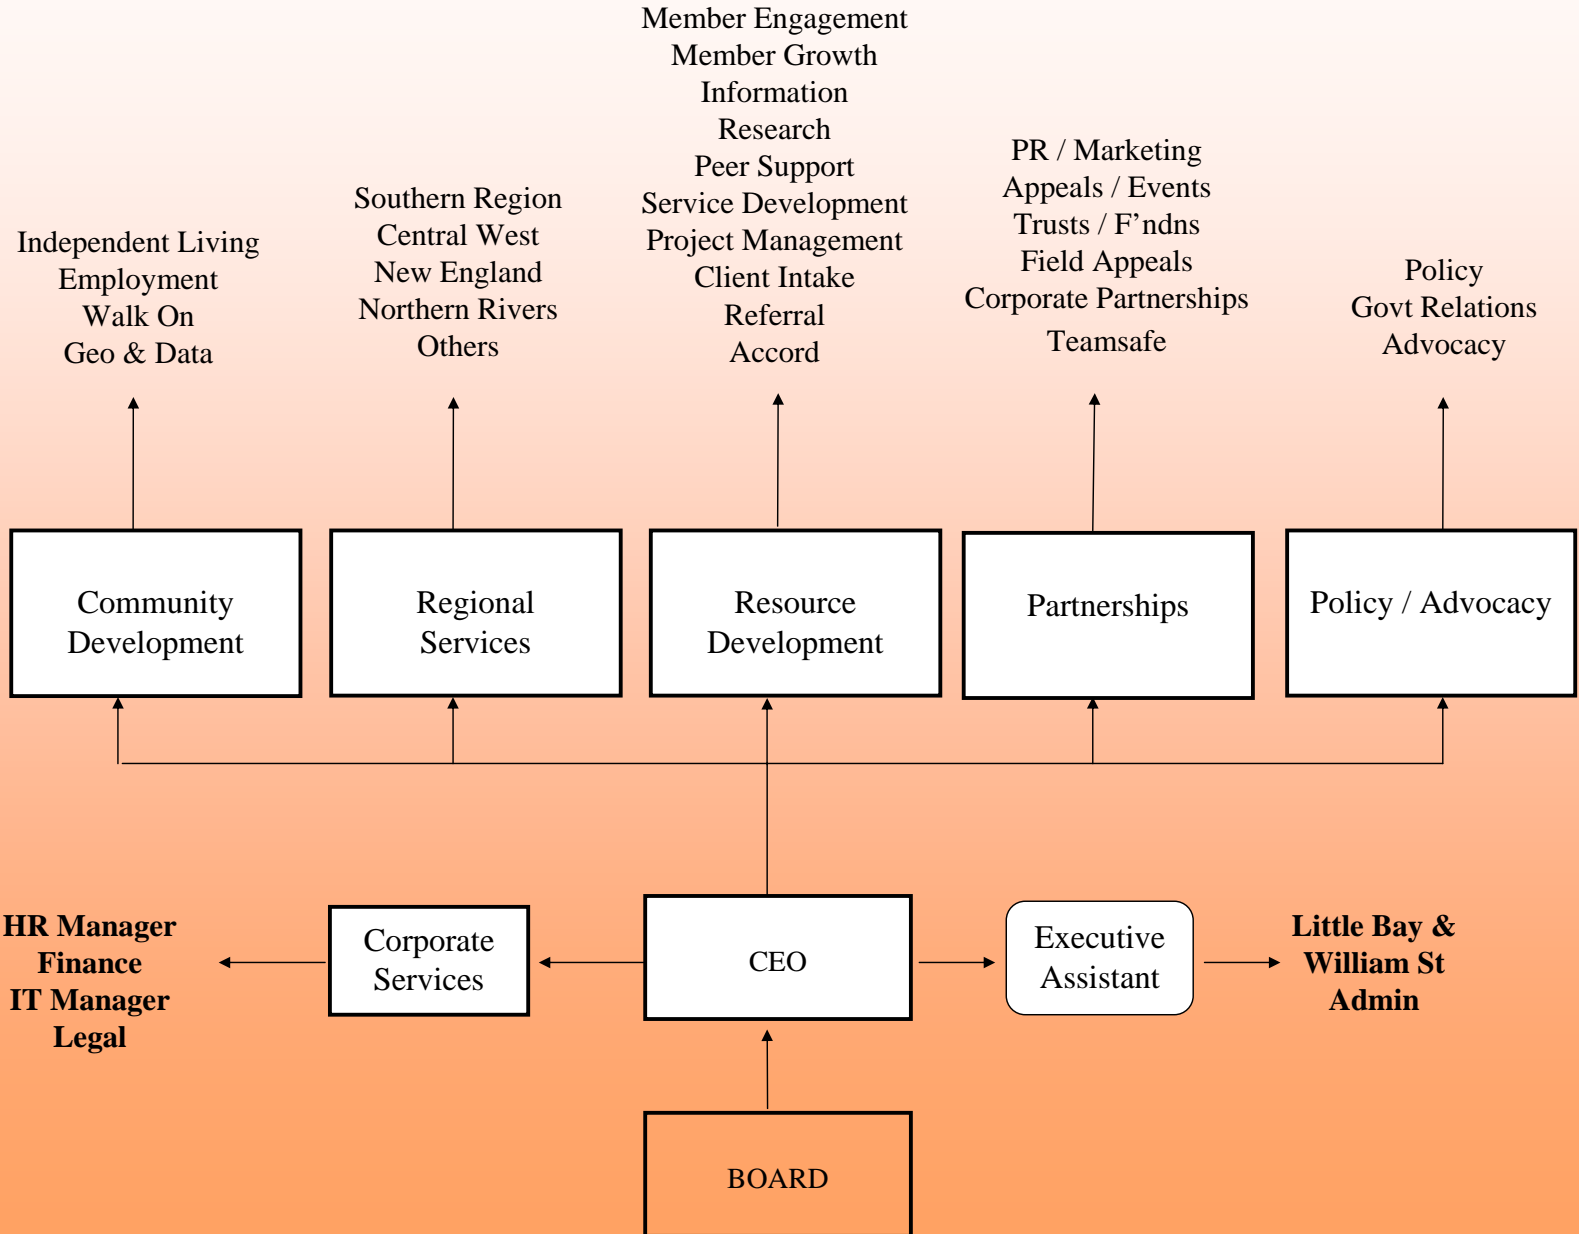 Member Engagement
Member Growth
Information
Research
Peer Support
Service Development
Project Management
Client Intake
Referral
Accord
PR / Marketing
Appeals / Events
Trusts / F’ndns
Field Appeals
Corporate Partnerships
Teamsafe
Southern Region
Central West
New England
Northern Rivers
Others
Independent Living
Employment
Walk On
Geo & Data
Policy
Govt Relations
Advocacy
Community
Development
Regional
Services
Resource
Development
Partnerships
Policy / Advocacy
HR Manager
Finance
IT Manager
Legal
Corporate
Services
CEO
Executive
Assistant
Little Bay &
William St
Admin
BOARD